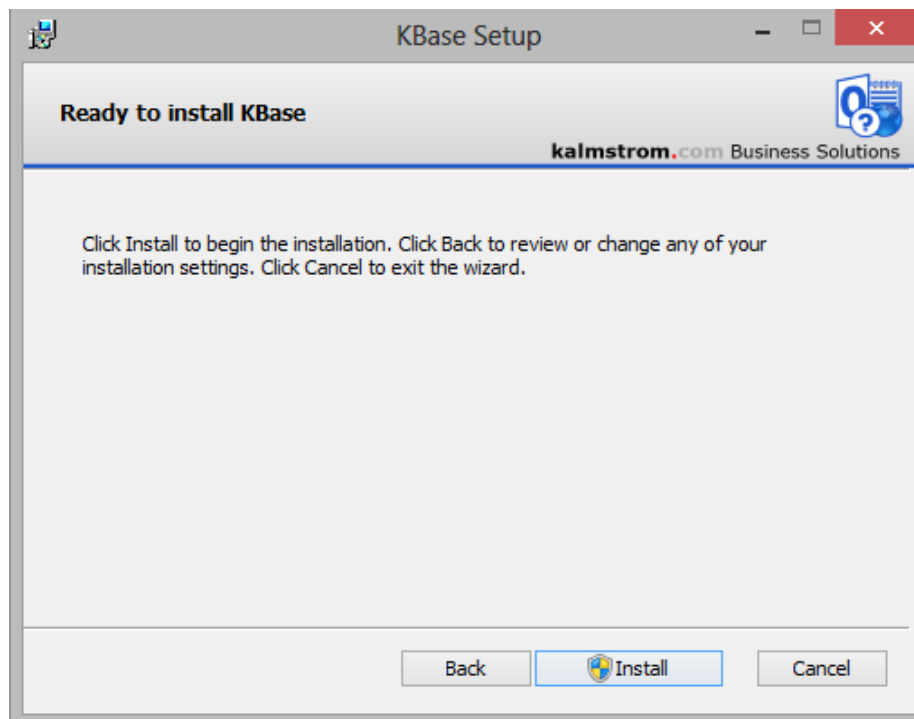 KBase Setup
Ready to install KBase
kalmstrom.com Business Solutions
Click Install to begin the installation. Click Back to review or change any of your
installation settings. Click Cancel to exit the wizard.
Back Install Cancel